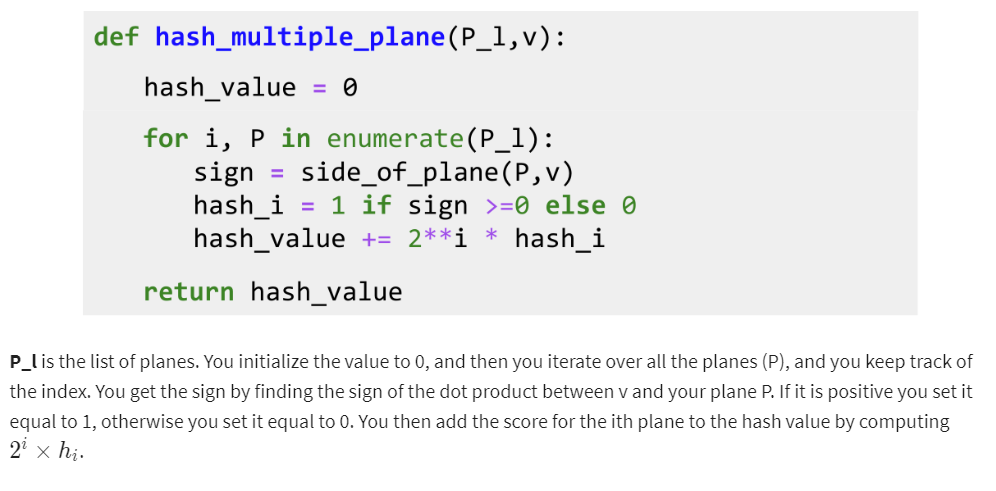 def hash_multiple_plane(P_l,v):
hash_value = 0
for i, P in enumerate(P_l):
sign = side_of_plane(P,v)
hash_i = 1 if sign >=0 else 0
hash_value += 2**i * hash_i
return hash_value
P_l is the list of planes. You initialize the value to 0, and then you iterate over all the planes (P), and you keep track of
the index. You get the sign by finding the sign of the dot product between v and your plane P. If it is positive you set it
equal to 1, otherwise you set it equal to 0. You then add the score for the ith plane to the hash value by computing
2^i × h_i.